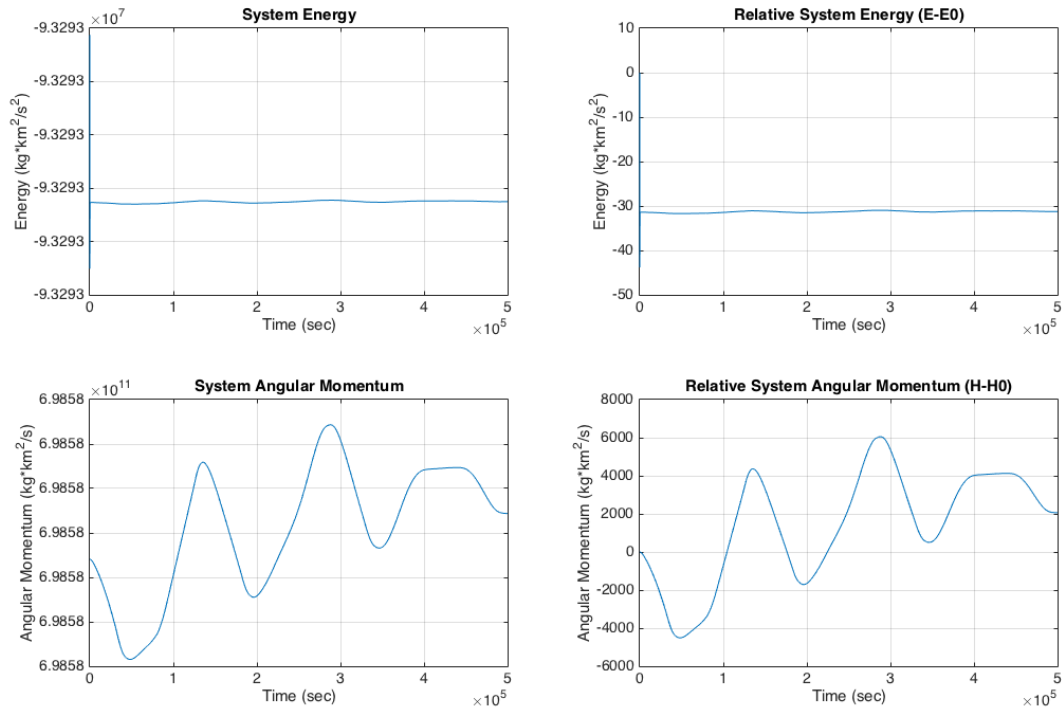 System Energy
×10^7
-9.3293
-9.3293
-9.3293
-9.3293
-9.3293
-9.3293
Energy (kg*km^2/s^2)
0 1 2 3 4 5
Time (sec)
×10^5
Relative System Energy (E-E0)
10
0
-10
-20
-30
-40
-50
Energy (kg*km^2/s^2)
0 1 2 3 4 5
Time (sec)
×10^5
System Angular Momentum
×10^11
6.9858
6.9858
6.9858
6.9858
6.9858
6.9858
6.9858
Angular Momentum (kg*km^2/s)
0 1 2 3 4 5
Time (sec)
×10^5
Relative System Angular Momentum (H-H0)
8000
6000
4000
2000
0
-2000
-4000
-6000
Angular Momentum (kg*km^2/s)
0 1 2 3 4 5
Time (sec)
×10^5